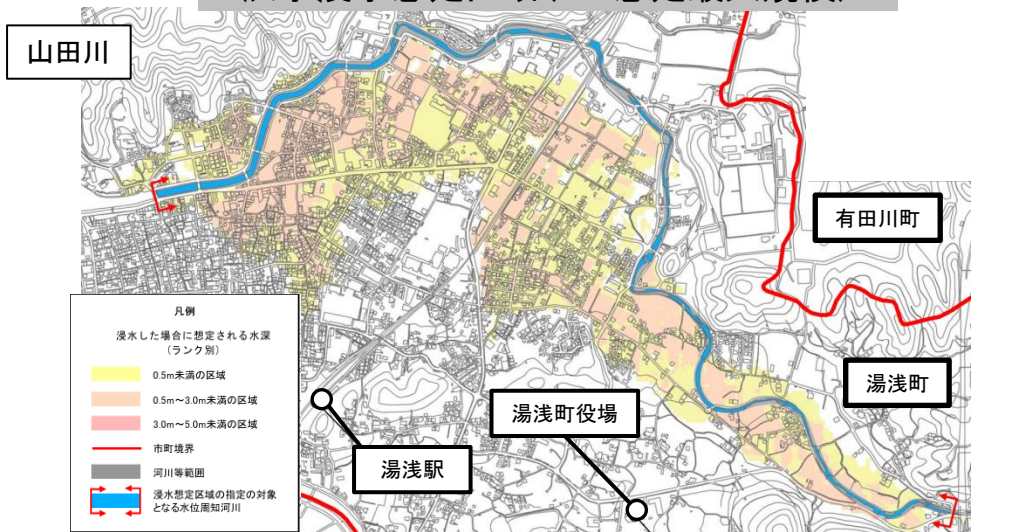 山田川
有田川町
湯浅町
湯浅町役場
湯浅駅
凡例
浸水した場合に想定される水深
(ランク別)
0.5m未満の区域
0.5m～3.0m未満の区域
3.0m～5.0m未満の区域
市町境界
河川等範囲
浸水想定区域の指定の対象
となる水位周知河川